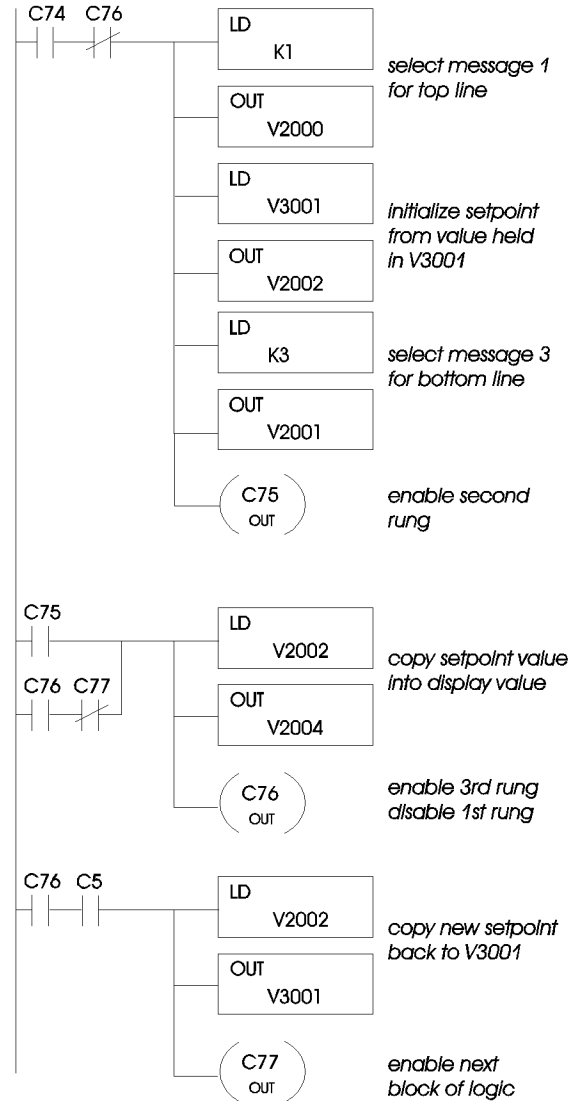 C74 C76
LD
K1
select message 1
for top line
OUT
V2000
LD
V3001
initialize setpoint
from value held
in V3001
OUT
V2002
LD
K3
select message 3
for bottom line
OUT
V2001
C75
OUT
enable second
rung
C75
LD
V2002
copy setpoint value
into display value
C76 C77
OUT
V2004
C76
OUT
enable 3rd rung
disable 1st rung
C76 C5
LD
V2002
copy new setpoint
back to V3001
OUT
V3001
C77
OUT
enable next
block of logic